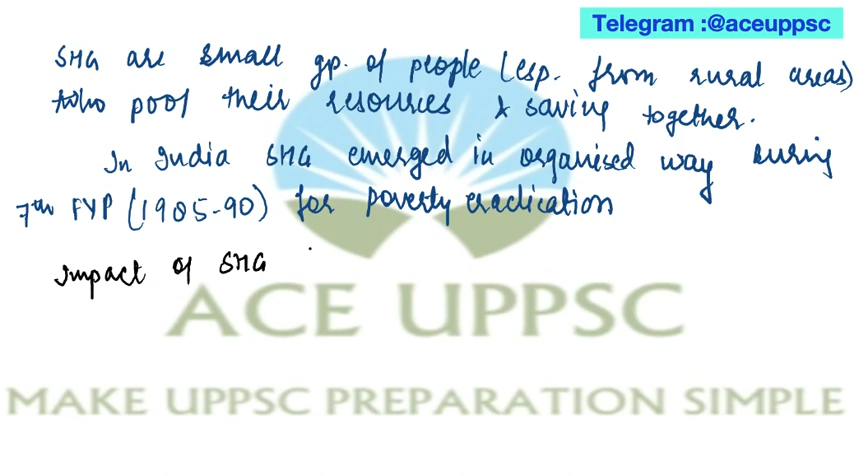 Telegram :@aceuppsc
SHG are small gp. of people (esp. from rural areas)
who pool their resources & saving together.
In India SHG emerged in organised way during
7th FYP (1985-90) for poverty eradication
Impact of SHG
ACE UPPSC
MAKE UPPSC PREPARATION SIMPLE